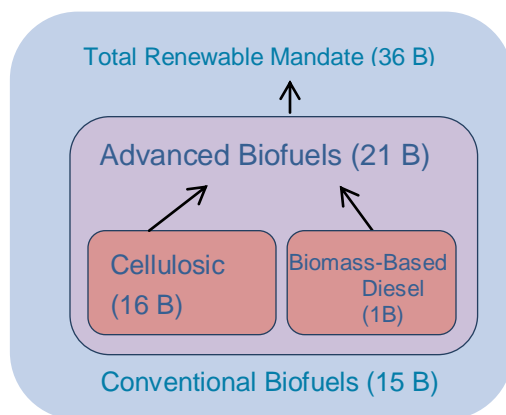 Total Renewable Mandate (36 B)
Advanced Biofuels (21 B)
Cellulosic
(16 B)
Biomass-Based
Diesel
(1B)
Conventional Biofuels (15 B)